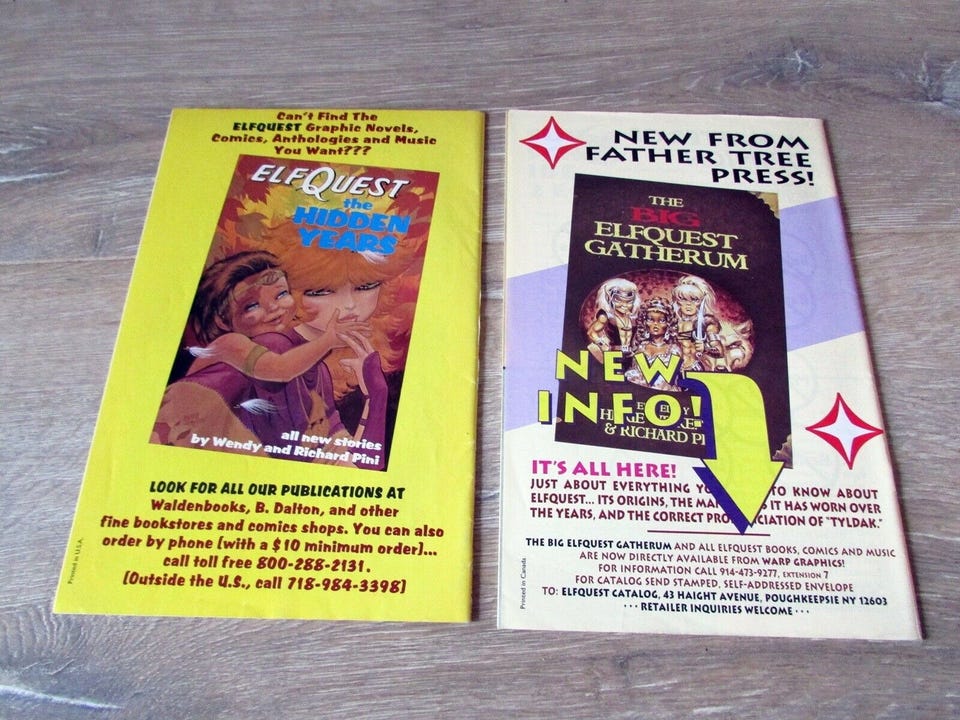 Can't Find The
ELFQUEST Graphic Novels,
Comics, Anthologies and Music
You Want???
ELFQUEST
the
HIDDEN
YEARS
all new stories
by Wendy and Richard Pini
LOOK FOR ALL OUR PUBLICATIONS AT
Waldenbooks, B. Dalton, and other
fine bookstores and comics shops. You can also
order by phone (with a $10 minimum order)...
call toll free 800-288-2131.
(Outside the U.S., call 718-984-3398)
Printed in U.S.A.
NEW FROM
FATHER TREE
PRESS!
THE
BIG
ELFQUEST
GATHERUM
NEW
INFO!
& RICHARD PI
IT'S ALL HERE!
JUST ABOUT EVERYTHING TO KNOW ABOUT
ELFQUEST... ITS ORIGINS, THE IT HAS WORN OVER
THE YEARS, AND THE CORRECT OF "TYLDAK."
THE BIG ELFQUEST GATHERUM AND ALL ELFQUEST BOOKS, COMICS AND MUSIC
ARE NOW DIRECTLY AVAILABLE FROM WARP GRAPHICS!
FOR INFORMATION CALL 914-473-9277, EXTENSION 7
FOR CATALOG SEND STAMPED, SELF-ADDRESSED ENVELOPE
TO: ELFQUEST CATALOG, 43 HAIGHT AVENUE, POUGHKEEPSIE NY 12603
••• RETAILER INQUIRIES WELCOME •••
Printed in Canada